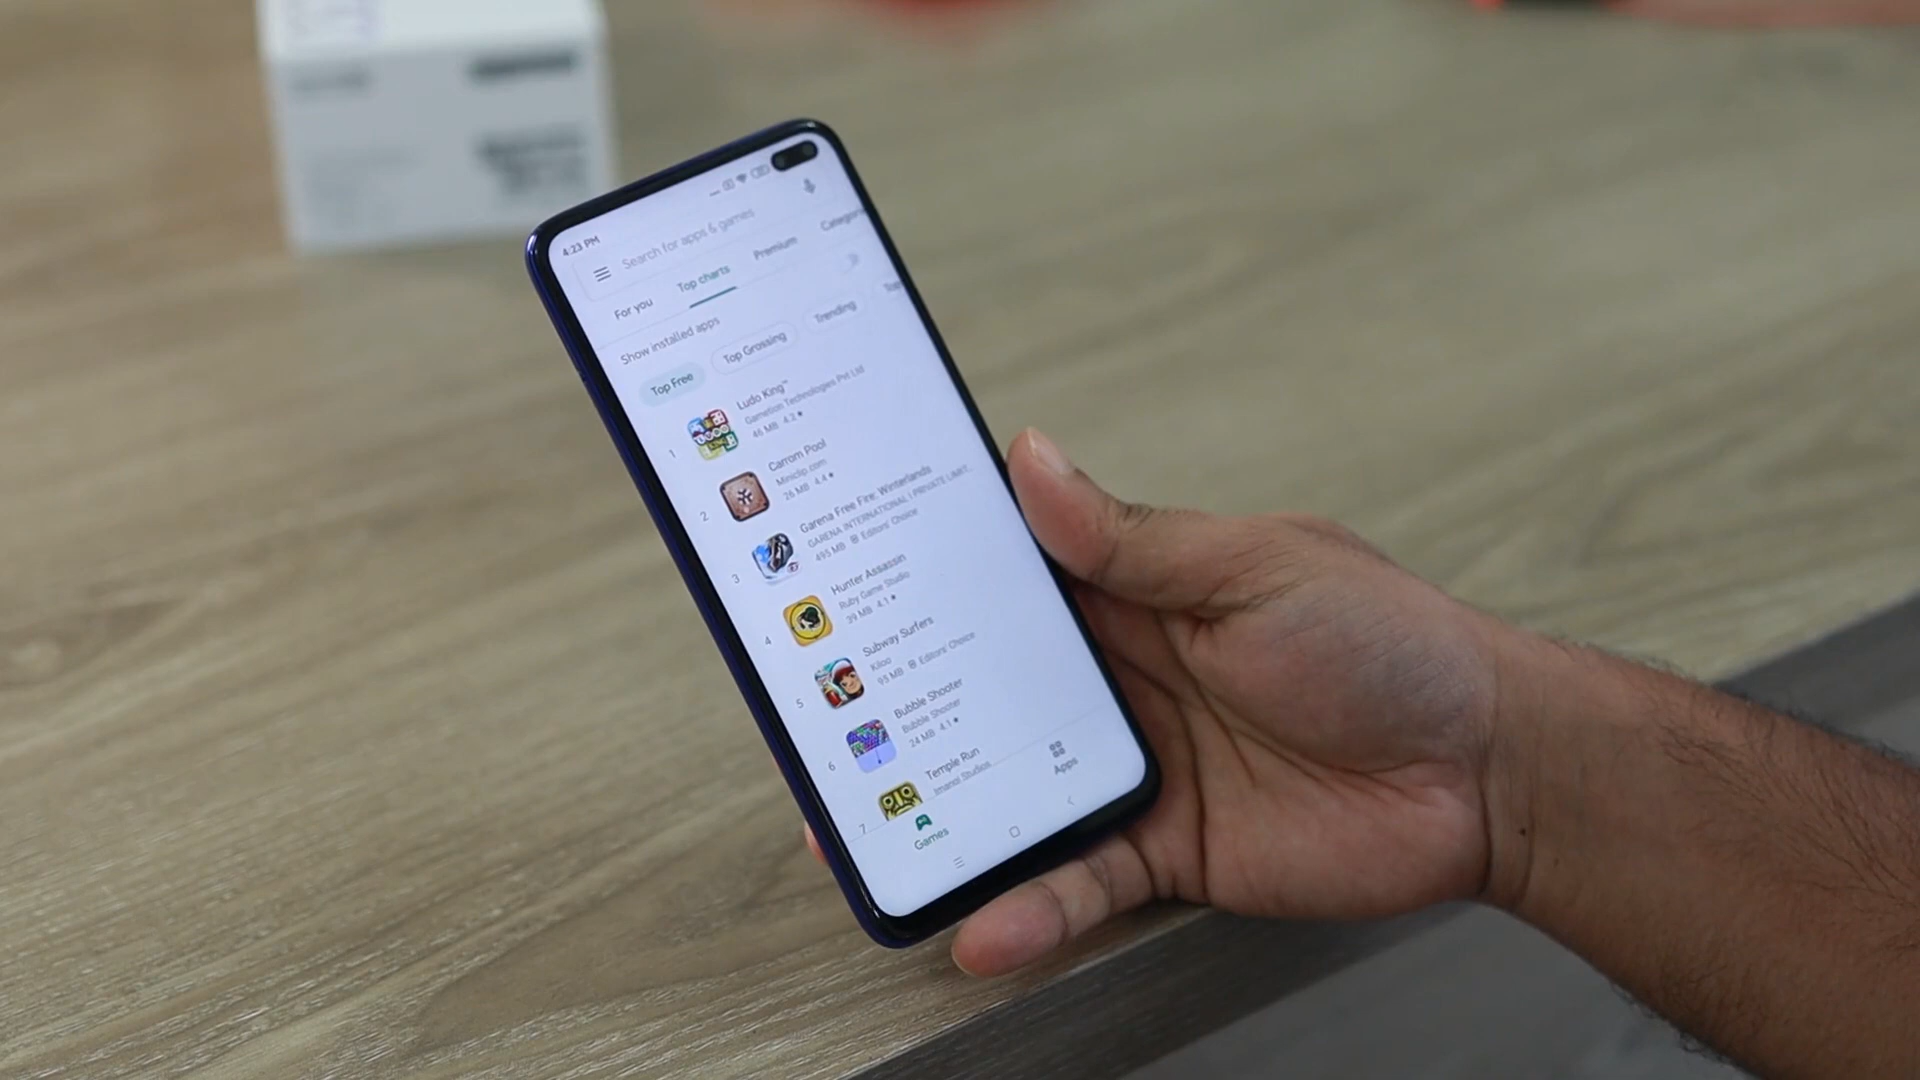 4:23 PM
Search for apps & games
For you
Top charts
Premium
Show installed apps
Top Free
Top Grossing
Trending
1
Ludo King™
Gametion Technologies Pvt Ltd
46 MB 4.2★
2
Carrom Pool
Miniclip.com
26 MB 4.4★
3
Garena Free Fire: Winterlands
GARENA INTERNATIONAL I PRIVATE LIMIT...
495 MB Editors' Choice
4
Hunter Assassin
Ruby Game Studio
39 MB 4.1★
5
Subway Surfers
Kiloo
93 MB Editors' Choice
6
Bubble Shooter
Bubble Shooter
24 MB 4.1★
7
Temple Run
Imangi Studios
Games
Apps